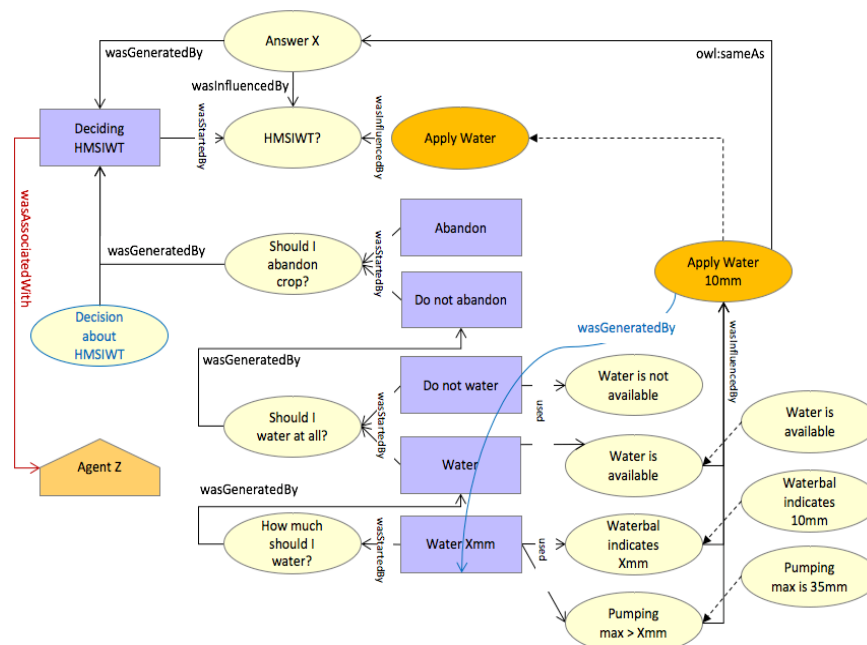 Answer X
wasGeneratedBy
owl:sameAs
wasInfluencedBy
Deciding
HMSIWT
wasStartedBy
HMSIWT?
wasInfluencedBy
Apply Water
wasAssociatedWith
wasGeneratedBy
Should I
abandon
crop?
wasStartedBy
Abandon
Do not abandon
Apply Water
10mm
Decision
about
HMSIWT
wasGeneratedBy
wasInfluencedBy
wasGeneratedBy
Do not water
used
Water is not
available
Should I
water at all?
wasStartedBy
Water is
available
Agent Z
Water
Water is
available
wasGeneratedBy
Waterbal
indicates
10mm
How much
should I
water?
wasStartedBy
Water Xmm
used
Waterbal
indicates
Xmm
Pumping
max is 35mm
Pumping
max > Xmm